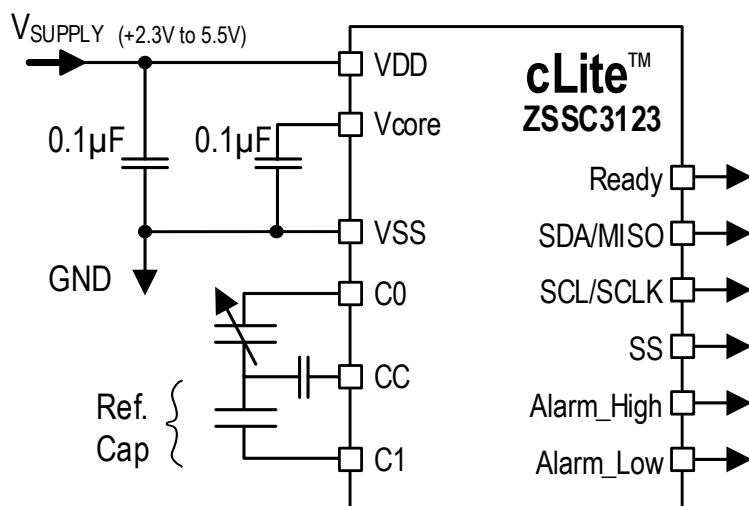 VSUPPLY (+2.3V to 5.5V)
VDD
cLite™
ZSSC3123
0.1µF
0.1µF
Vcore
Ready
VSS
SDA/MISO
GND
C0
SCL/SCLK
SS
CC
Ref.
Cap
Alarm_High
C1
Alarm_Low